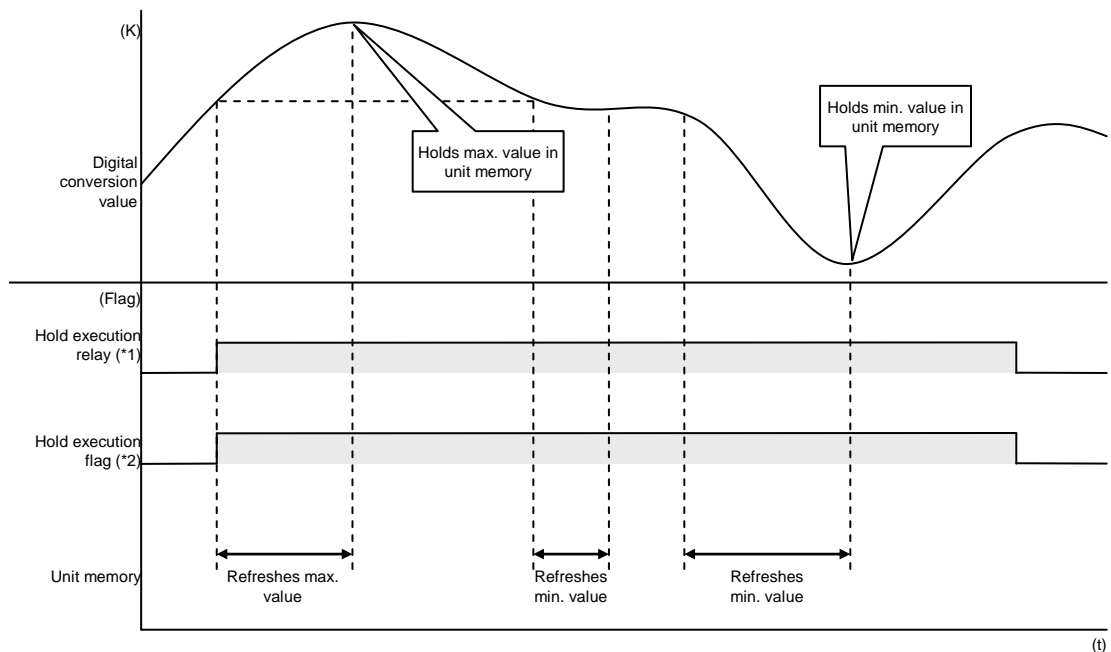 (K)
Holds min. value in
unit memory
Holds max. value in
unit memory
Digital
conversion
value
(Flag)
Hold execution
relay (*1)
Hold execution
flag (*2)
Unit memory
Refreshes max.
value
Refreshes
min. value
Refreshes
min. value
(t)